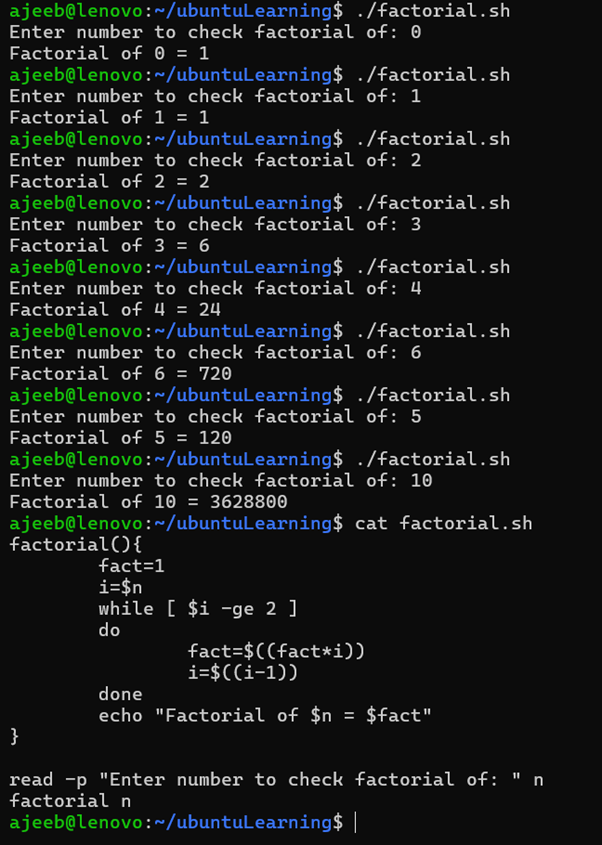 ajeeb@lenovo:~/ubuntuLearning$ ./factorial.sh
Enter number to check factorial of: 0
Factorial of 0 = 1
ajeeb@lenovo:~/ubuntuLearning$ ./factorial.sh
Enter number to check factorial of: 1
Factorial of 1 = 1
ajeeb@lenovo:~/ubuntuLearning$ ./factorial.sh
Enter number to check factorial of: 2
Factorial of 2 = 2
ajeeb@lenovo:~/ubuntuLearning$ ./factorial.sh
Enter number to check factorial of: 3
Factorial of 3 = 6
ajeeb@lenovo:~/ubuntuLearning$ ./factorial.sh
Enter number to check factorial of: 4
Factorial of 4 = 24
ajeeb@lenovo:~/ubuntuLearning$ ./factorial.sh
Enter number to check factorial of: 6
Factorial of 6 = 720
ajeeb@lenovo:~/ubuntuLearning$ ./factorial.sh
Enter number to check factorial of: 5
Factorial of 5 = 120
ajeeb@lenovo:~/ubuntuLearning$ ./factorial.sh
Enter number to check factorial of: 10
Factorial of 10 = 3628800
ajeeb@lenovo:~/ubuntuLearning$ cat factorial.sh
factorial(){
        fact=1
        i=$n
        while [ $i -ge 2 ]
        do
                fact=$((fact*i))
                i=$((i-1))
        done
        echo "Factorial of $n = $fact"
}

read -p "Enter number to check factorial of: " n
factorial n
ajeeb@lenovo:~/ubuntuLearning$